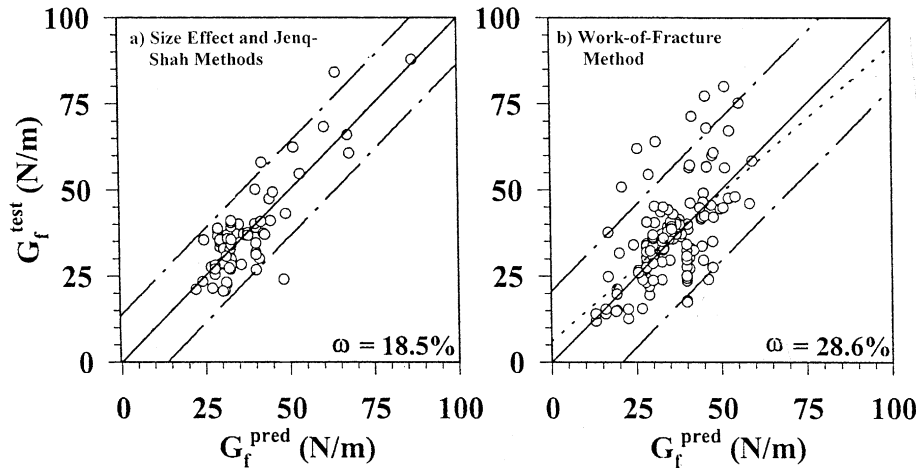 100
75
50
25
0
G_f^test (N/m)
a) Size Effect and Jenq-
Shah Methods
ω = 18.5%
0 25 50 75 100
G_f^pred (N/m)
100
75
50
25
0
b) Work-of-Fracture
Method
ω = 28.6%
0 25 50 75 100
G_f^pred (N/m)